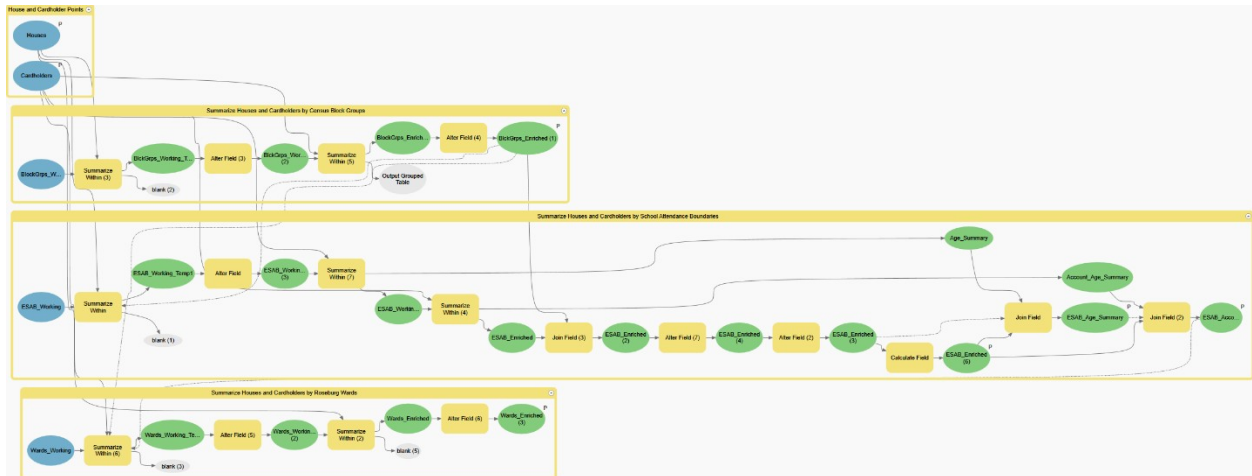 House and Cardholder Points
P
Houses
P
Cardholders
Summarize Houses and Cardholders by Census Block Groups
P
BlockGrps_W...
Summarize
Within (3)
BlckGrps_Working_T...
blank (2)
Alter Field (3)
BlckGrps_Wor...
(2)
Summarize
Within (5)
BlockGrps_Enrich...
Output Grouped
Table
Alter Field (4)
BlckGrps_Enriched (1)
Summarize Houses and Cardholders by School Attendance Boundaries
ESAB_Working
Summarize
Within
ESAB_Working_Temp1
blank (1)
Alter Field
ESAB_Workin...
(3)
Summarize
Within (7)
ESAB_Workin...
Summarize
Within (4)
ESAB_Enriched
Join Field (3)
ESAB_Enriched
(2)
Alter Field (7)
ESAB_Enriched
(4)
Alter Field (2)
ESAB_Enriched
(3)
Calculate Field
P
ESAB_Enriched
(6)
Age_Summary
Account_Age_Summary
Join Field
P
ESAB_Age_Summary
Join Field (2)
P
ESAB_Acco...
Summarize Houses and Cardholders by Rexburg Wards
Wards_Working
Summarize
Within (6)
Wards_Working_Te...
blank (3)
Alter Field (5)
Wards_Workin...
(2)
Summarize
Within (2)
Wards_Enriched
blank (5)
Alter Field (6)
P
Wards_Enriched
(3)